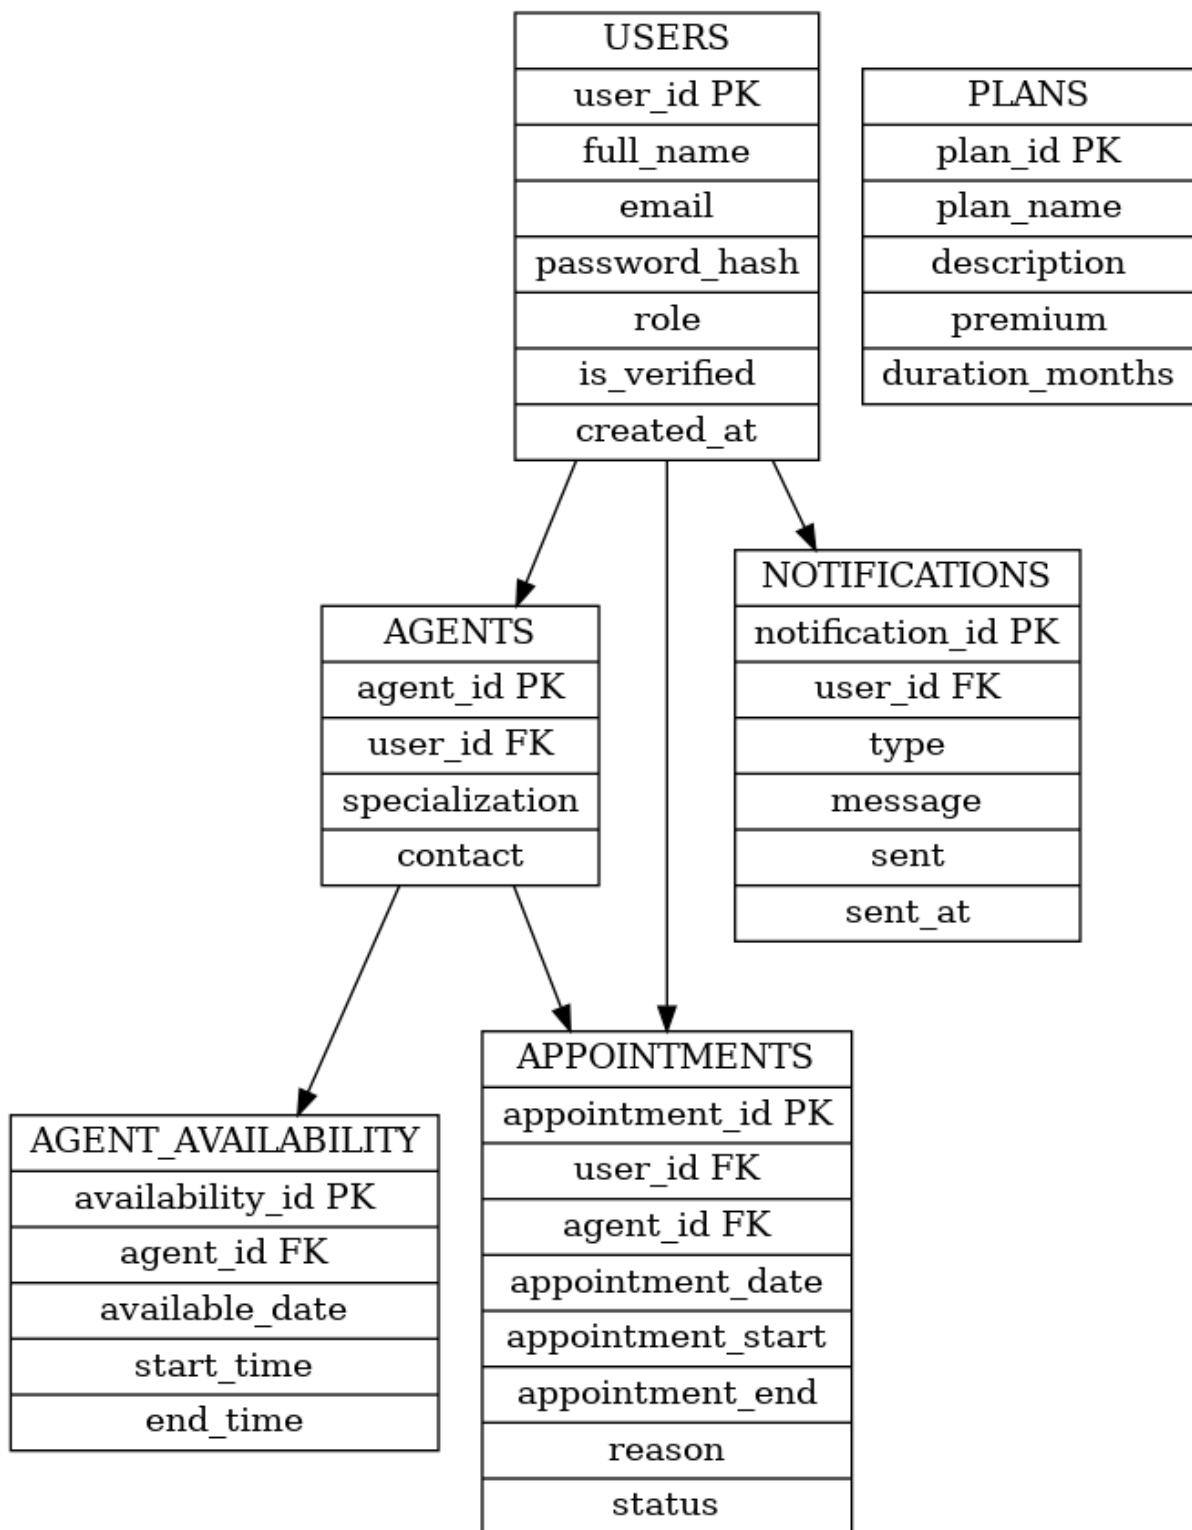 USERS
user_id PK
full_name
email
password_hash
role
is_verified
created_at
PLANS
plan_id PK
plan_name
description
premium
duration_months
AGENTS
agent_id PK
user_id FK
specialization
contact
NOTIFICATIONS
notification_id PK
user_id FK
type
message
sent
sent_at
AGENT_AVAILABILITY
availability_id PK
agent_id FK
available_date
start_time
end_time
APPOINTMENTS
appointment_id PK
user_id FK
agent_id FK
appointment_date
appointment_start
appointment_end
reason
status